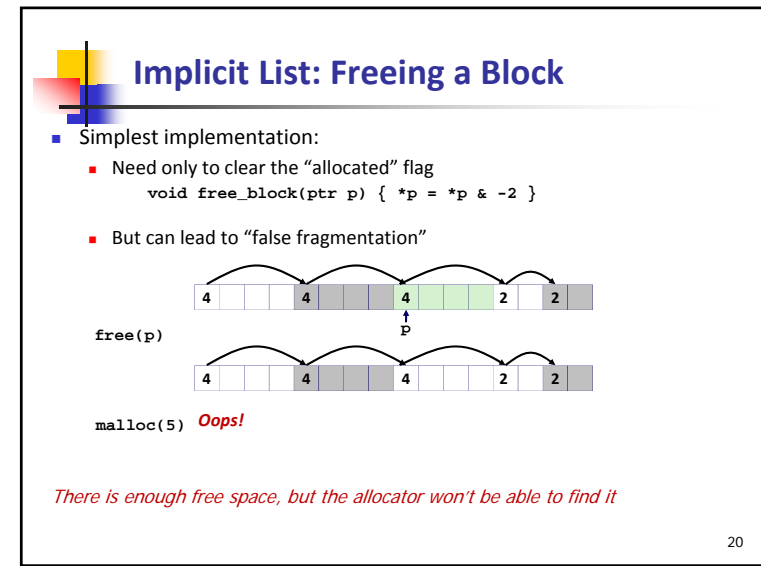 Implicit List: Freeing a Block
Simplest implementation:
Need only to clear the “allocated” flag
void free_block(ptr p) { *p = *p & -2 }
But can lead to “false fragmentation”
4 4 4 2 2
p
free(p)
4 4 4 2 2
malloc(5) Oops!
There is enough free space, but the allocator won’t be able to find it
20